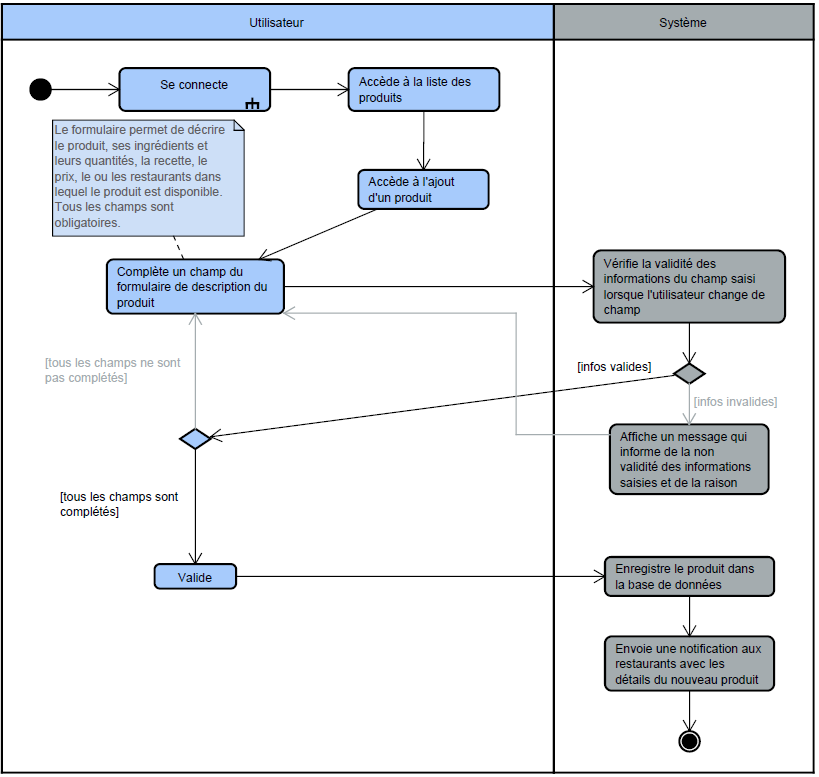 Utilisateur
Système
Se connecte
Accède à la liste des
produits
Le formulaire permet de décrire
le produit, ses ingrédients et
leurs quantités, la recette, le
prix, le ou les restaurants dans
lequel le produit est disponible.
Tous les champs sont
obligatoires.
Accède à l'ajout
d'un produit
Complète un champ du
formulaire de description du
produit
Vérifie la validité des
informations du champ saisi
lorsque l'utilisateur change de
champ
[tous les champs ne sont
pas complétés]
[infos valides]
[infos invalides]
Affiche un message qui
informe de la non
validité des informations
saisies et de la raison
[tous les champs sont
complétés]
Valide
Enregistre le produit dans
la base de données
Envoie une notification aux
restaurants avec les
détails du nouveau produit